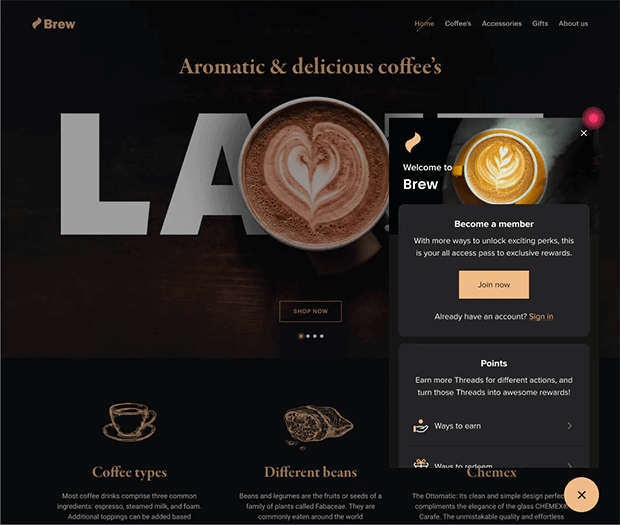 Brew
Home Coffee's Accessories Gifts About us
Aromatic & delicious coffee's
LA
SHOP NOW
Welcome to
Brew
Become a member
With more ways to unlock exciting perks, this
is your all access pass to exclusive rewards.
Join now
Already have an account? Sign in
Points
Earn more Threads for different actions, and
turn those Threads into awesome rewards!
Ways to earn
Ways to redeem
Coffee types
Most coffee drinks comprise three common
ingredients: espresso, steamed milk, and foam.
Additional toppings can be added based
Different beans
Beans and legumes are the fruits or seeds of a
family of plants called Fabaceae. They are
commonly eaten around the world
Chemex
The Ottomatic: Its clean and simple design perfe
compliments the elegance of the glass CHEMEX®
Carafe. The unmistakable quality and effortless